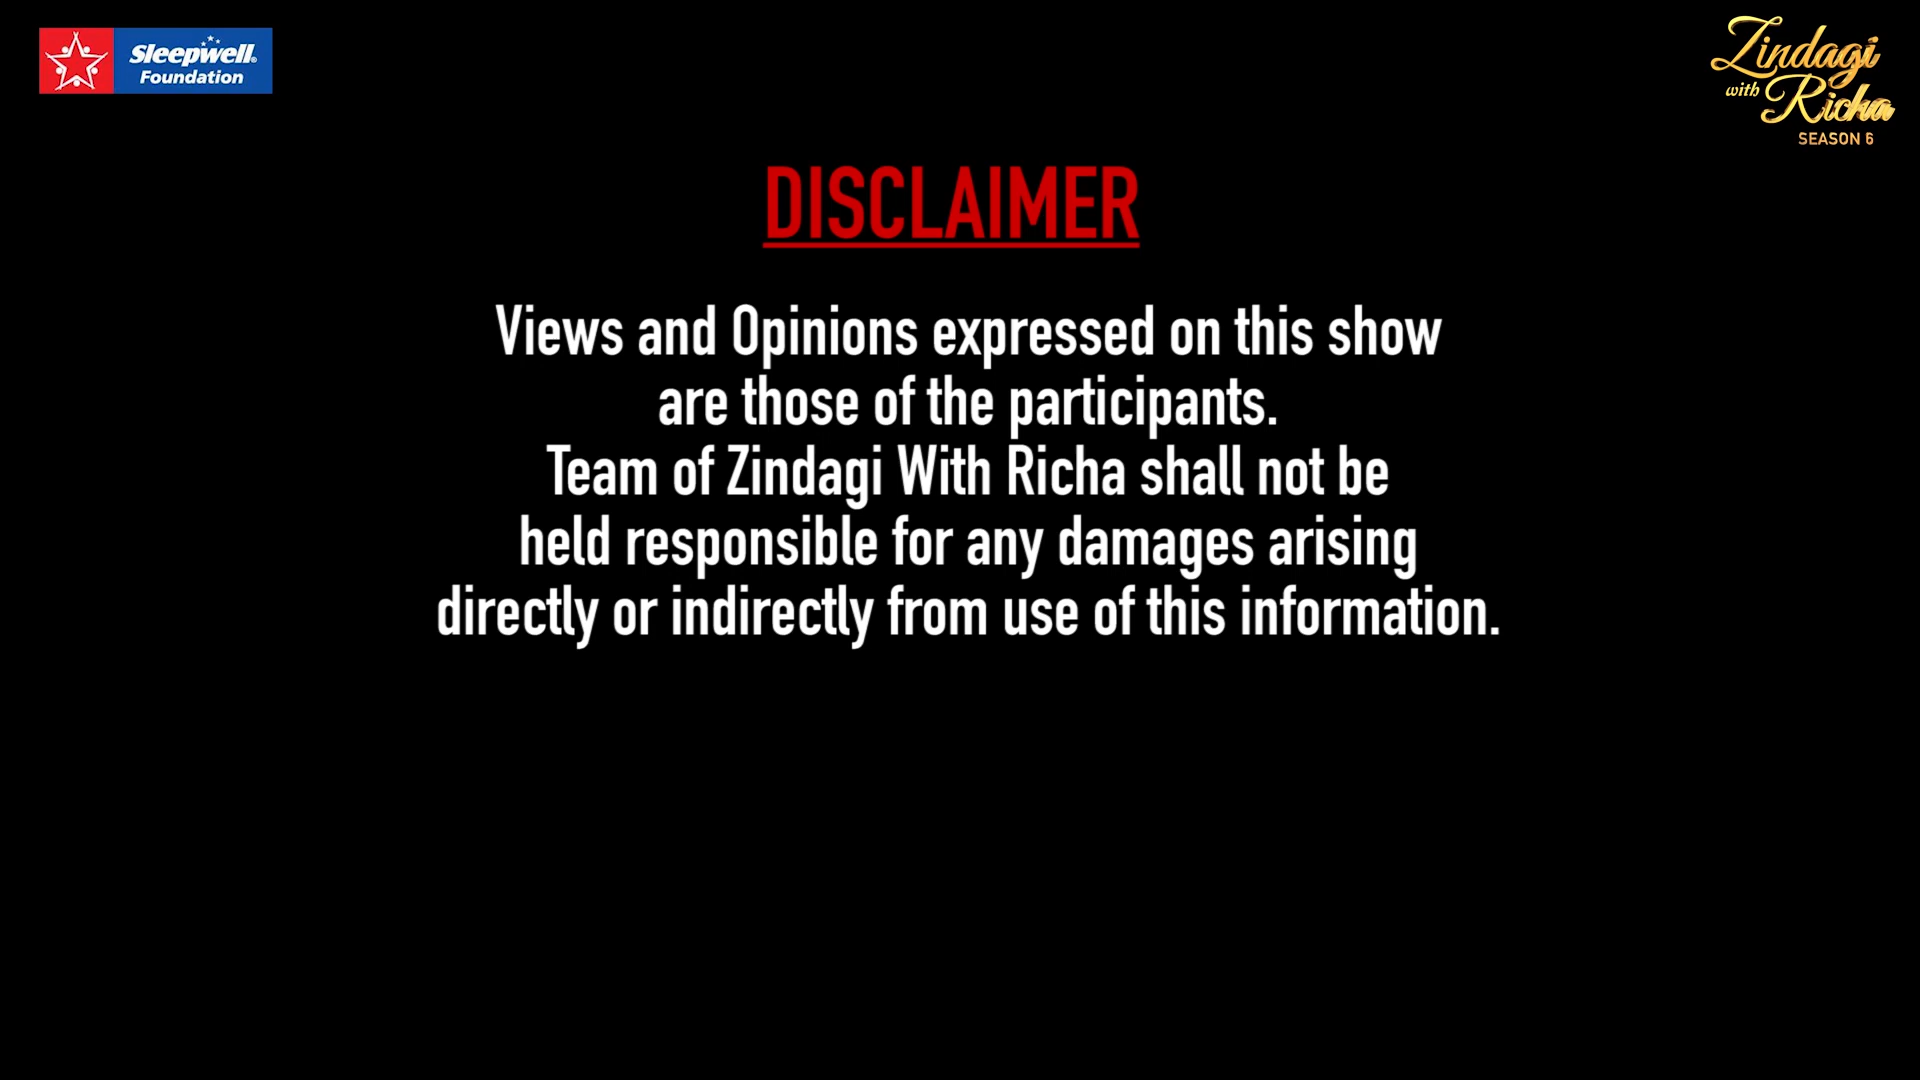 Sleepwell®
Foundation
Zindagi
with Richa
SEASON 6
DISCLAIMER
Views and Opinions expressed on this show
are those of the participants.
Team of Zindagi With Richa shall not be
held responsible for any damages arising
directly or indirectly from use of this information.